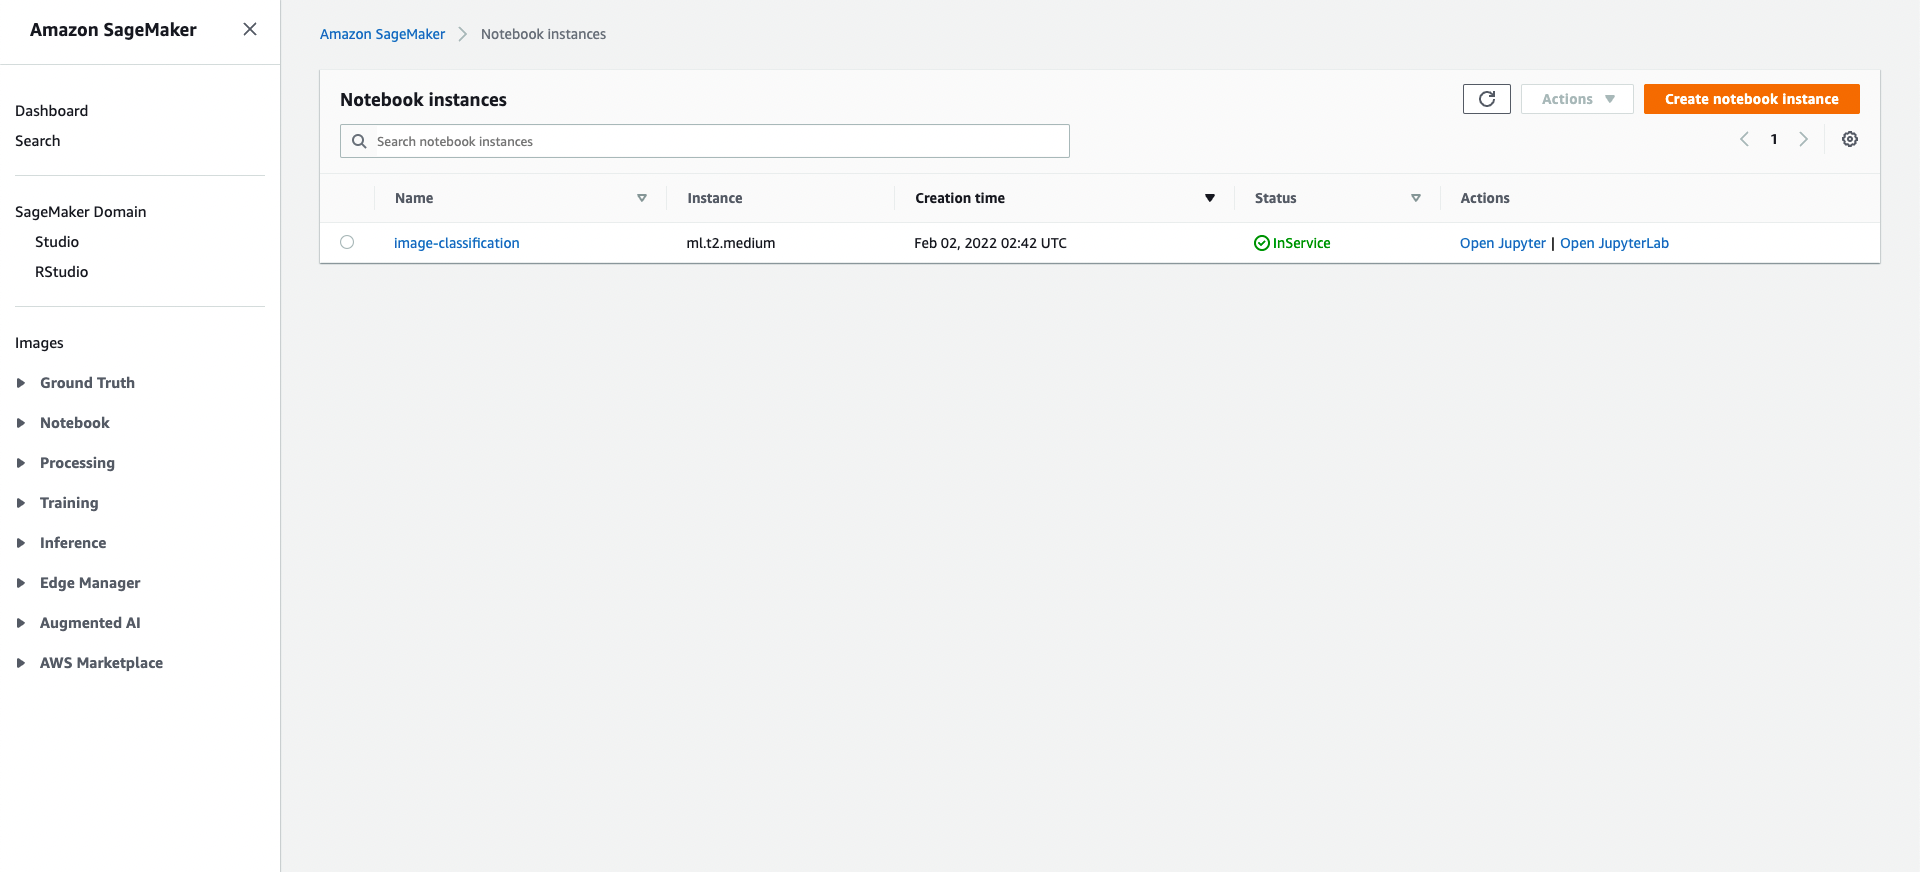 Amazon SageMaker
Dashboard
Search
SageMaker Domain
Studio
RStudio
Images
Ground Truth
Notebook
Processing
Training
Inference
Edge Manager
Augmented AI
AWS Marketplace
Amazon SageMaker Notebook instances
Notebook instances
Actions
Create notebook instance
Search notebook instances
1
Name Instance Creation time Status Actions
image-classification ml.t2.medium Feb 02, 2022 02:42 UTC InService Open Jupyter | Open JupyterLab